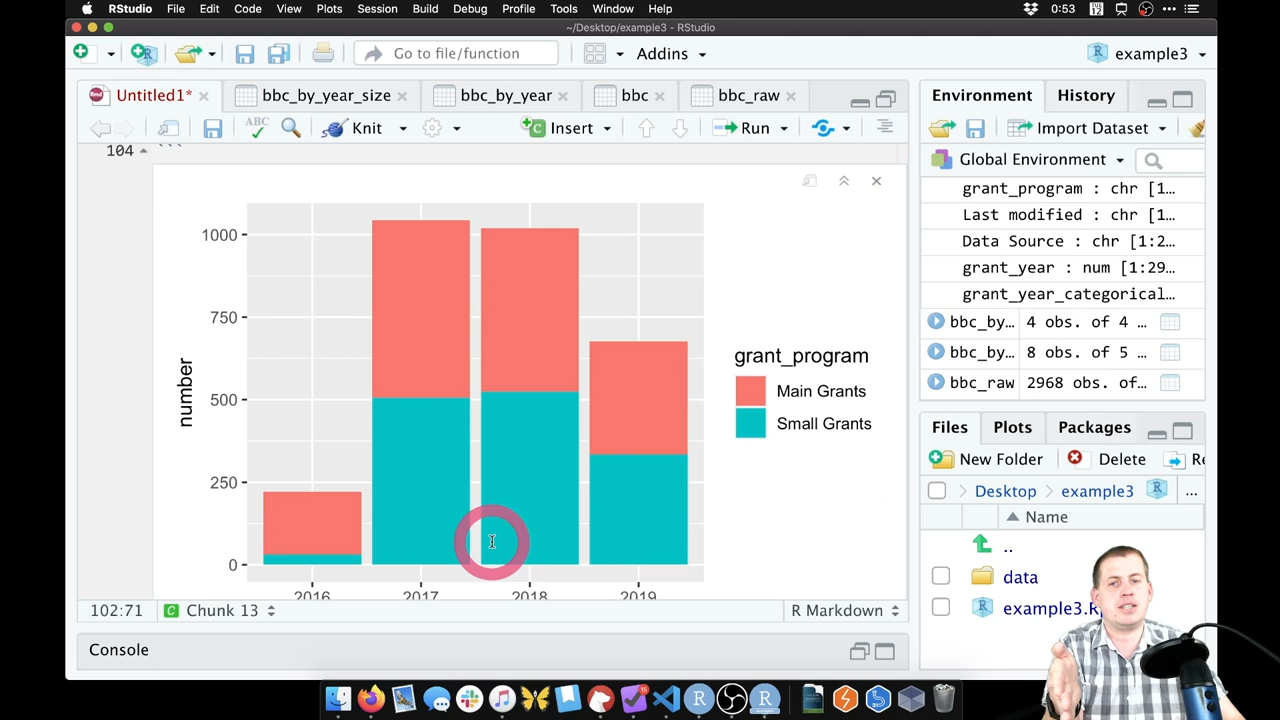 RStudio File Edit Code View Plots Session Build Debug Profile Tools Window Help 0:53
~/Desktop/example3 - RStudio
Go to file/function Addins example3
Untitled1* bbc_by_year_size bbc_by_year bbc bbc_raw
ABC Knit Insert Run
104 ```
number
1000
750
500
250
0
2016 2017 2018 2019
grant_program
Main Grants
Small Grants
102:71 Chunk 13 R Markdown
Console
Environment History
Import Dataset
Global Environment
grant_program : chr [1…
Last modified : chr [1…
Data Source : chr [1:2…
grant_year : num [1:29…
grant_year_categorical…
bbc_by… 4 obs. of 4 …
bbc_by… 8 obs. of 5 …
bbc_raw 2968 obs. of…
Files Plots Packages
New Folder Delete Re
Desktop example3 ...
Name
..
data
example3.R